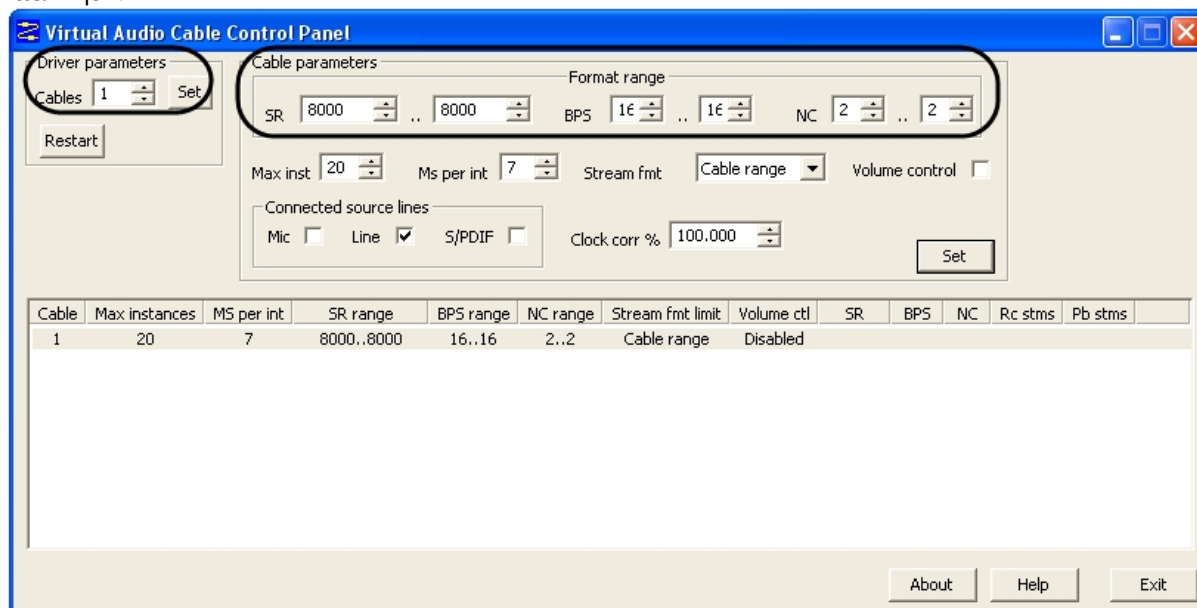 Virtual Audio Cable Control Panel
Driver parameters
Cables 1 Set
Restart
Cable parameters
Format range
SR 8000 .. 8000 BPS 16 .. 16 NC 2 .. 2
Max inst 20 Ms per int 7 Stream fmt Cable range Volume control
Connected source lines
Mic Line S/PDIF Clock corr % 100.000
Set
Cable Max instances MS per int SR range BPS range NC range Stream fmt limit Volume ctl SR BPS NC Rc stms Pb stms
1 20 7 8000..8000 16..16 2..2 Cable range Disabled
About Help Exit